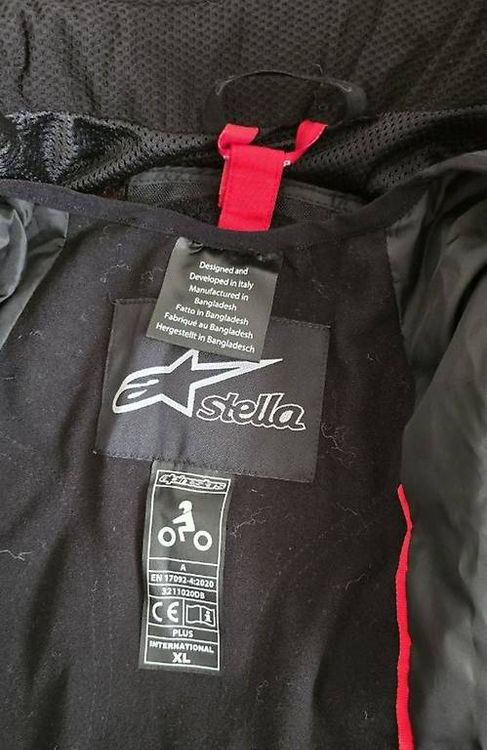 Designed and
Developed in Italy
Manufactured in
Bangladesh
Fatto in Bangladesh
Fabriqué au Bangladesh
Hergestellt in Bangladesch
stella
alpinestars
A
EN 17092-4:2020
3211020DB
CE
PLUS
INTERNATIONAL
XL